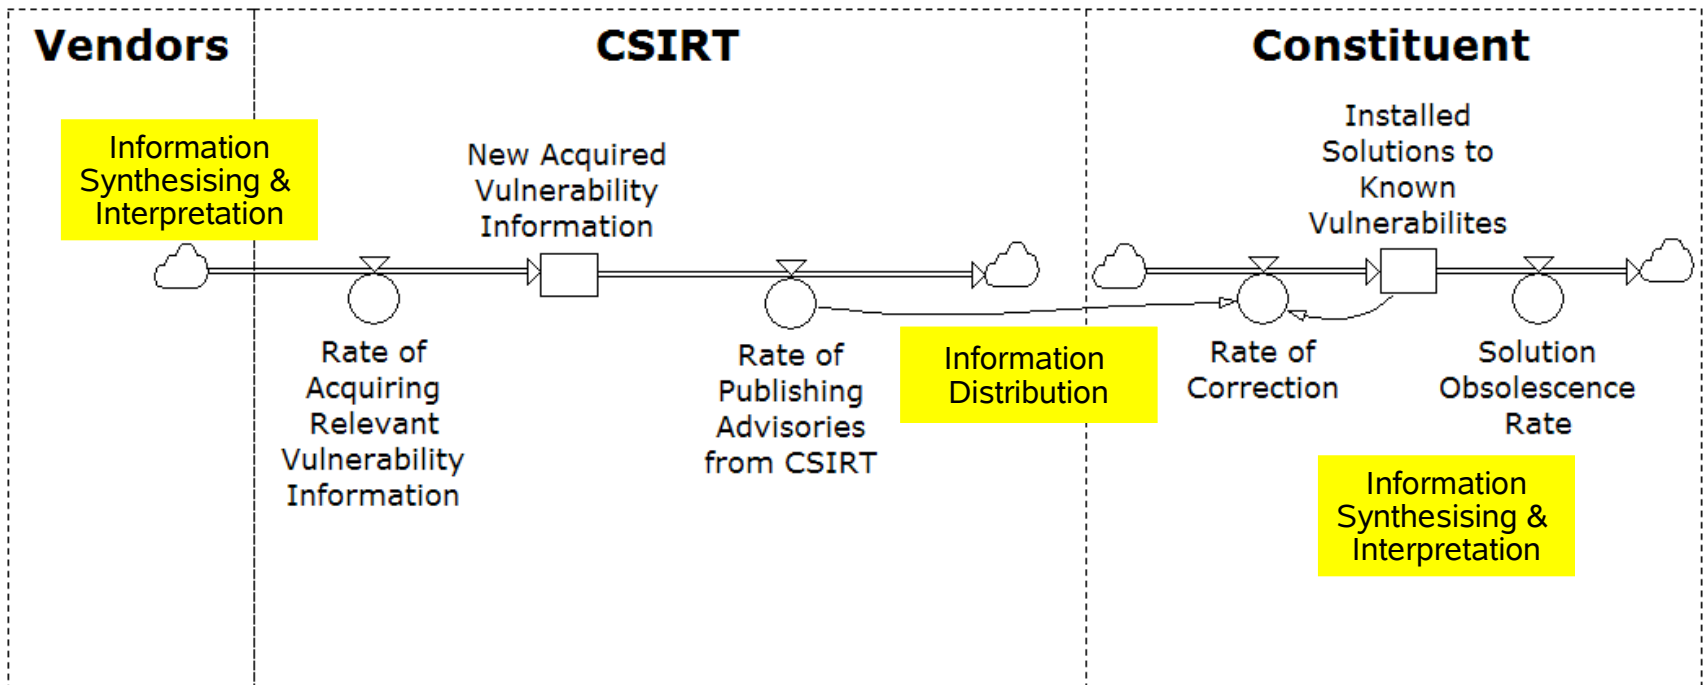 Vendors
CSIRT
Constituent
Information
Synthesising &
Interpretation
New Acquired
Vulnerability
Information
Installed
Solutions to
Known
Vulnerabilites
Rate of
Acquiring
Relevant
Vulnerability
Information
Rate of
Publishing
Advisories
from CSIRT
Information
Distribution
Rate of
Correction
Solution
Obsolescence
Rate
Information
Synthesising &
Interpretation